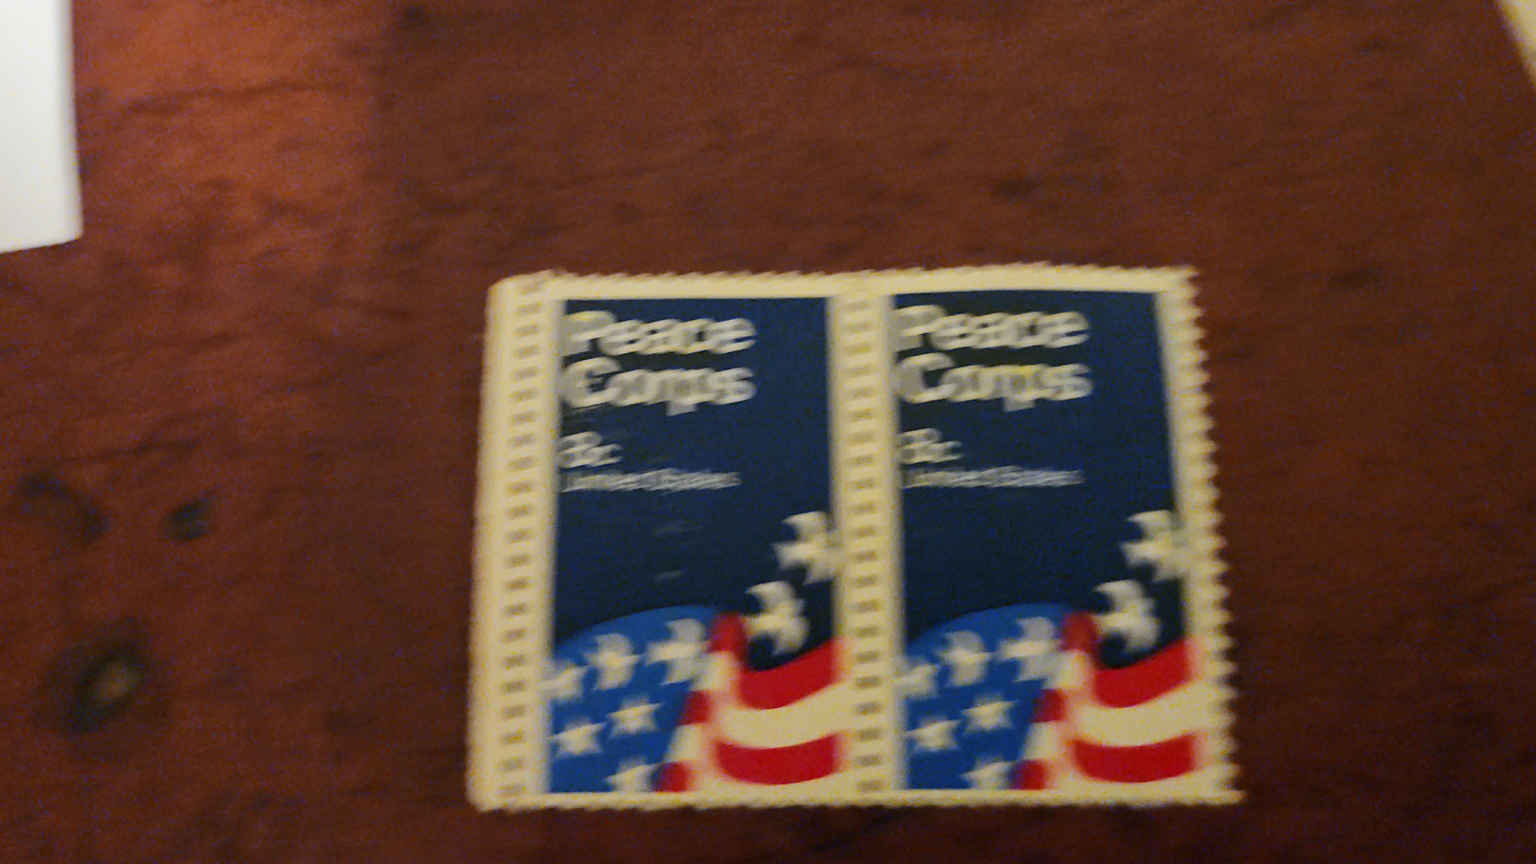 Peace
Corps
8c
United States
Peace
Corps
8c
United States